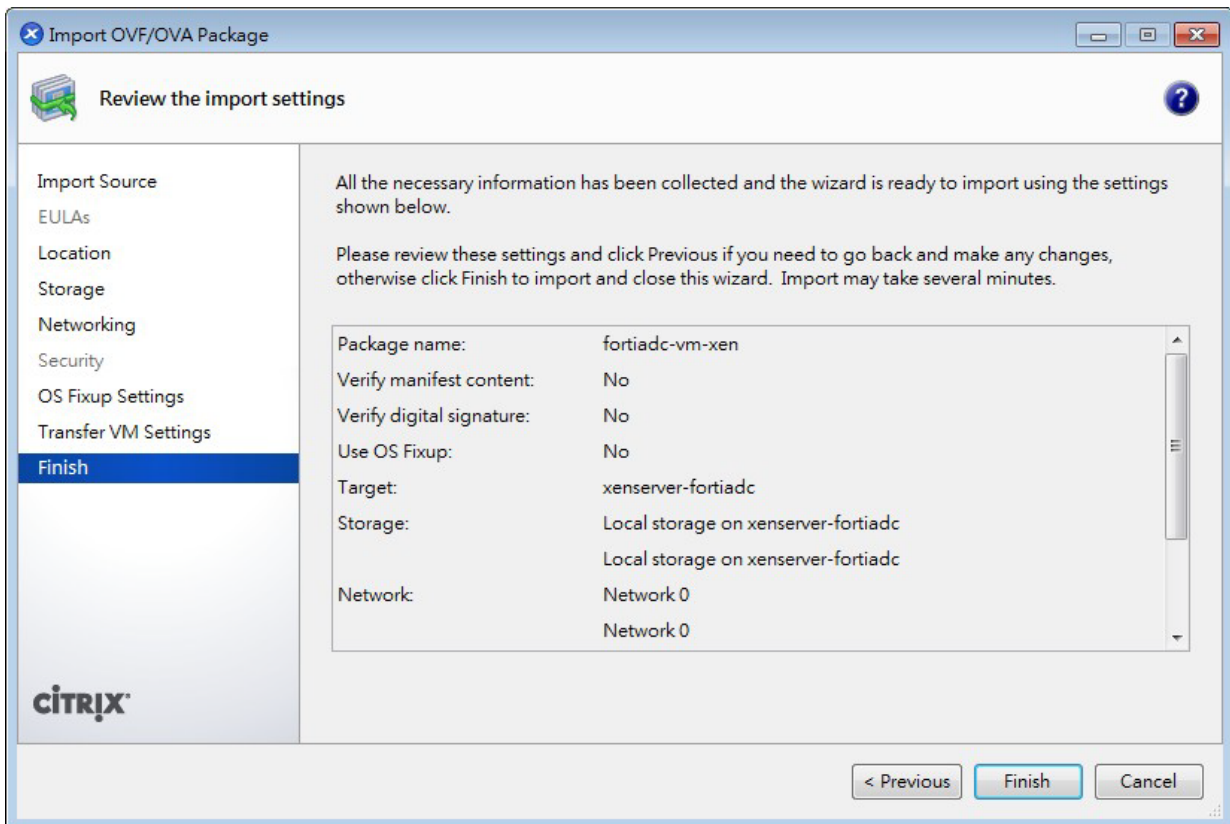 Import OVF/OVA Package
Review the import settings
?
Import Source
EULAs
Location
Storage
Networking
Security
OS Fixup Settings
Transfer VM Settings
Finish
CİTRIX
All the necessary information has been collected and the wizard is ready to import using the settings
shown below.
Please review these settings and click Previous if you need to go back and make any changes,
otherwise click Finish to import and close this wizard. Import may take several minutes.
Package name: fortiadc-vm-xen
Verify manifest content: No
Verify digital signature: No
Use OS Fixup: No
Target: xenserver-fortiadc
Storage: Local storage on xenserver-fortiadc
Local storage on xenserver-fortiadc
Network: Network 0
Network 0
< Previous Finish Cancel